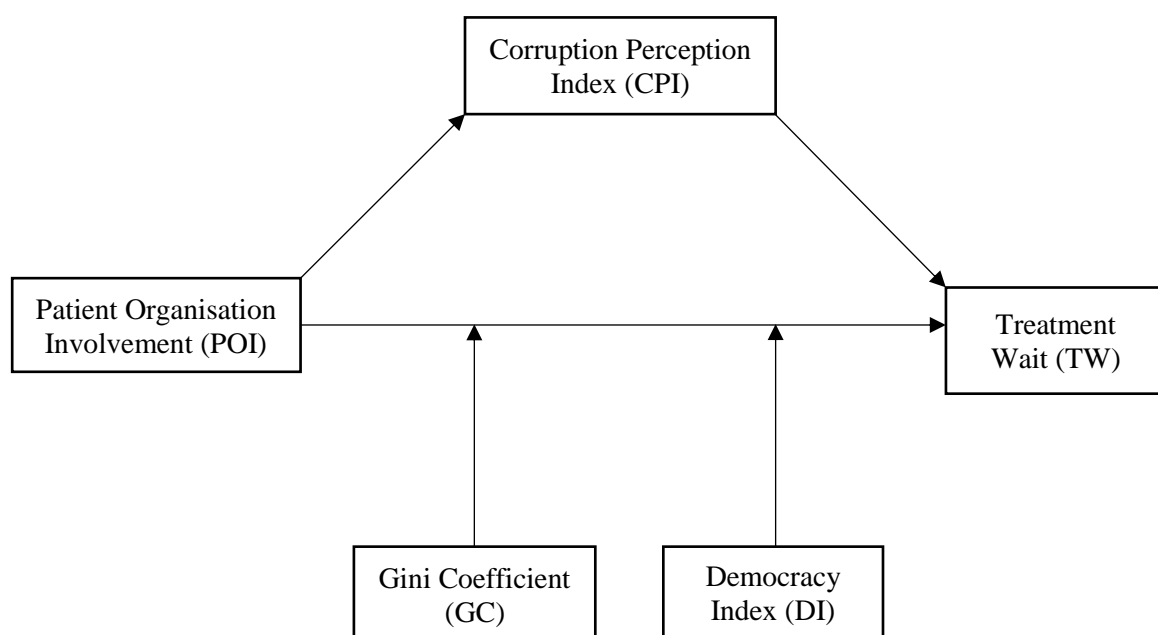 Corruption Perception
Index (CPI)
Patient Organisation
Involvement (POI)
Treatment
Wait (TW)
Gini Coefficient
(GC)
Democracy
Index (DI)